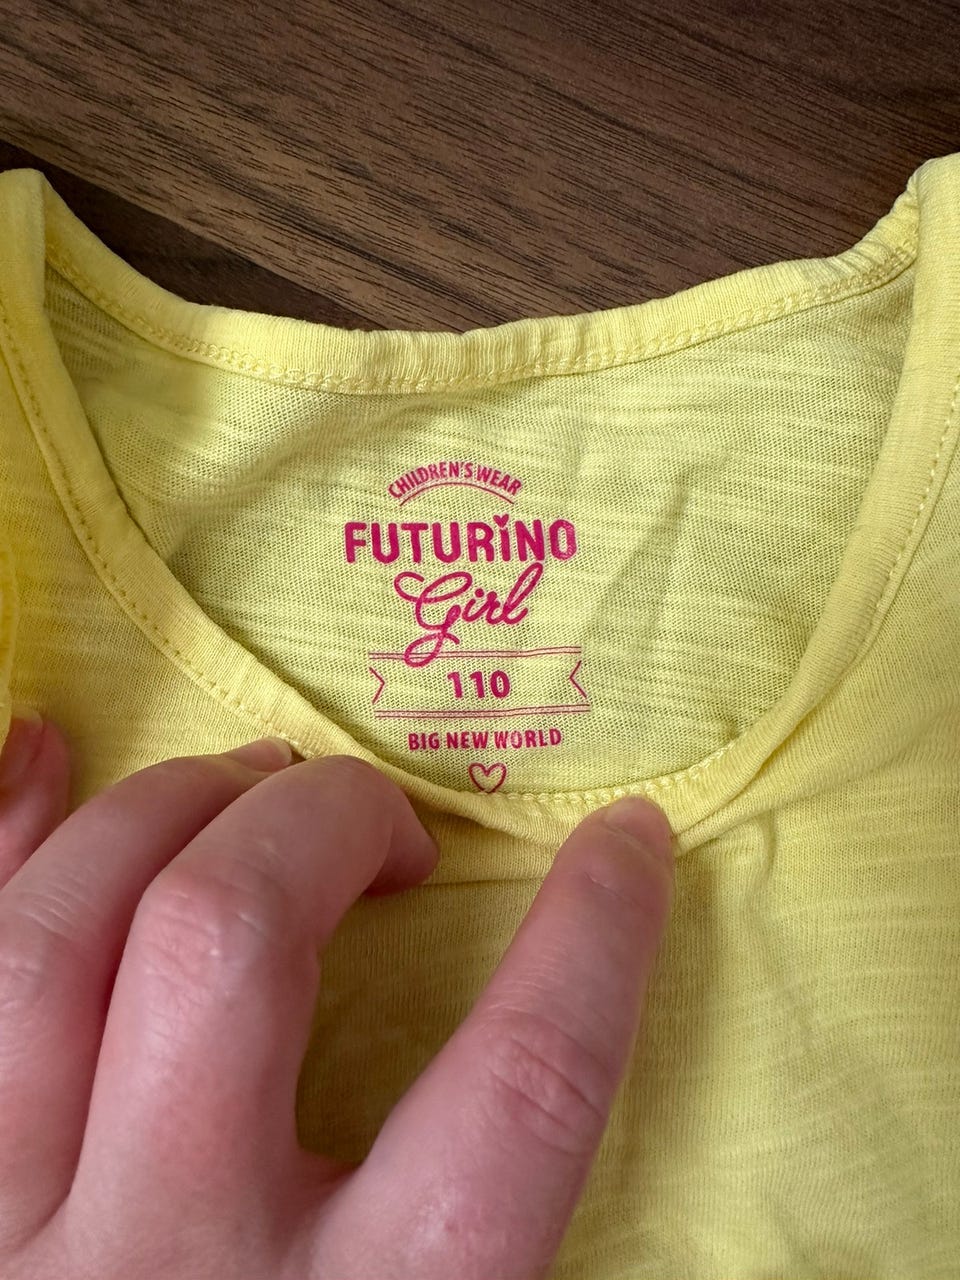 CHILDREN'S WEAR
FUTURINO
Girl
110
BIG NEW WORLD